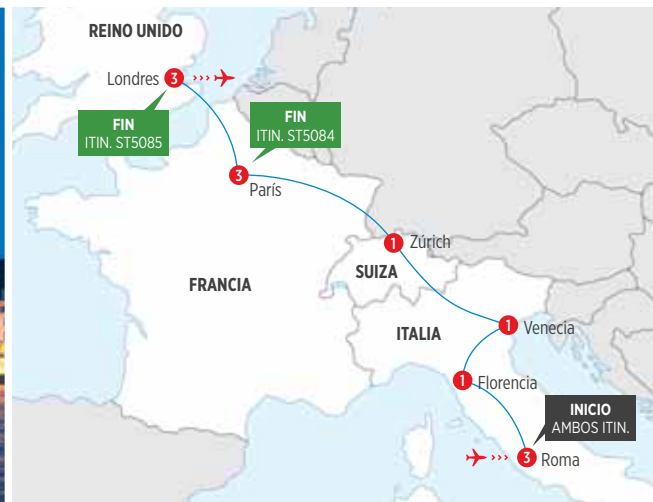 REINO UNIDO
Londres 3
FIN
ITIN. ST5085
FIN
ITIN. ST5084
3
París
1 Zúrich
SUIZA
FRANCIA
ITALIA
1 Venecia
1 Florencia
INICIO
AMBOS ITIN.
3 Roma